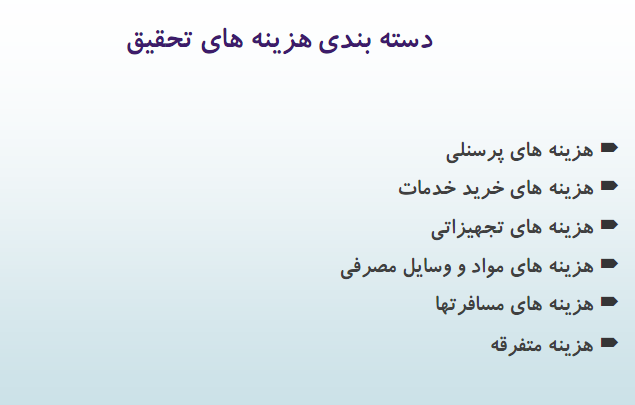 دسته بندی هزینه های تحقیق
هزینه های پرسنلی
هزینه های خرید خدمات
هزینه های تجهیزاتی
هزینه های مواد و وسایل مصرفی
هزینه های مسافرتها
هزینه متفرقه